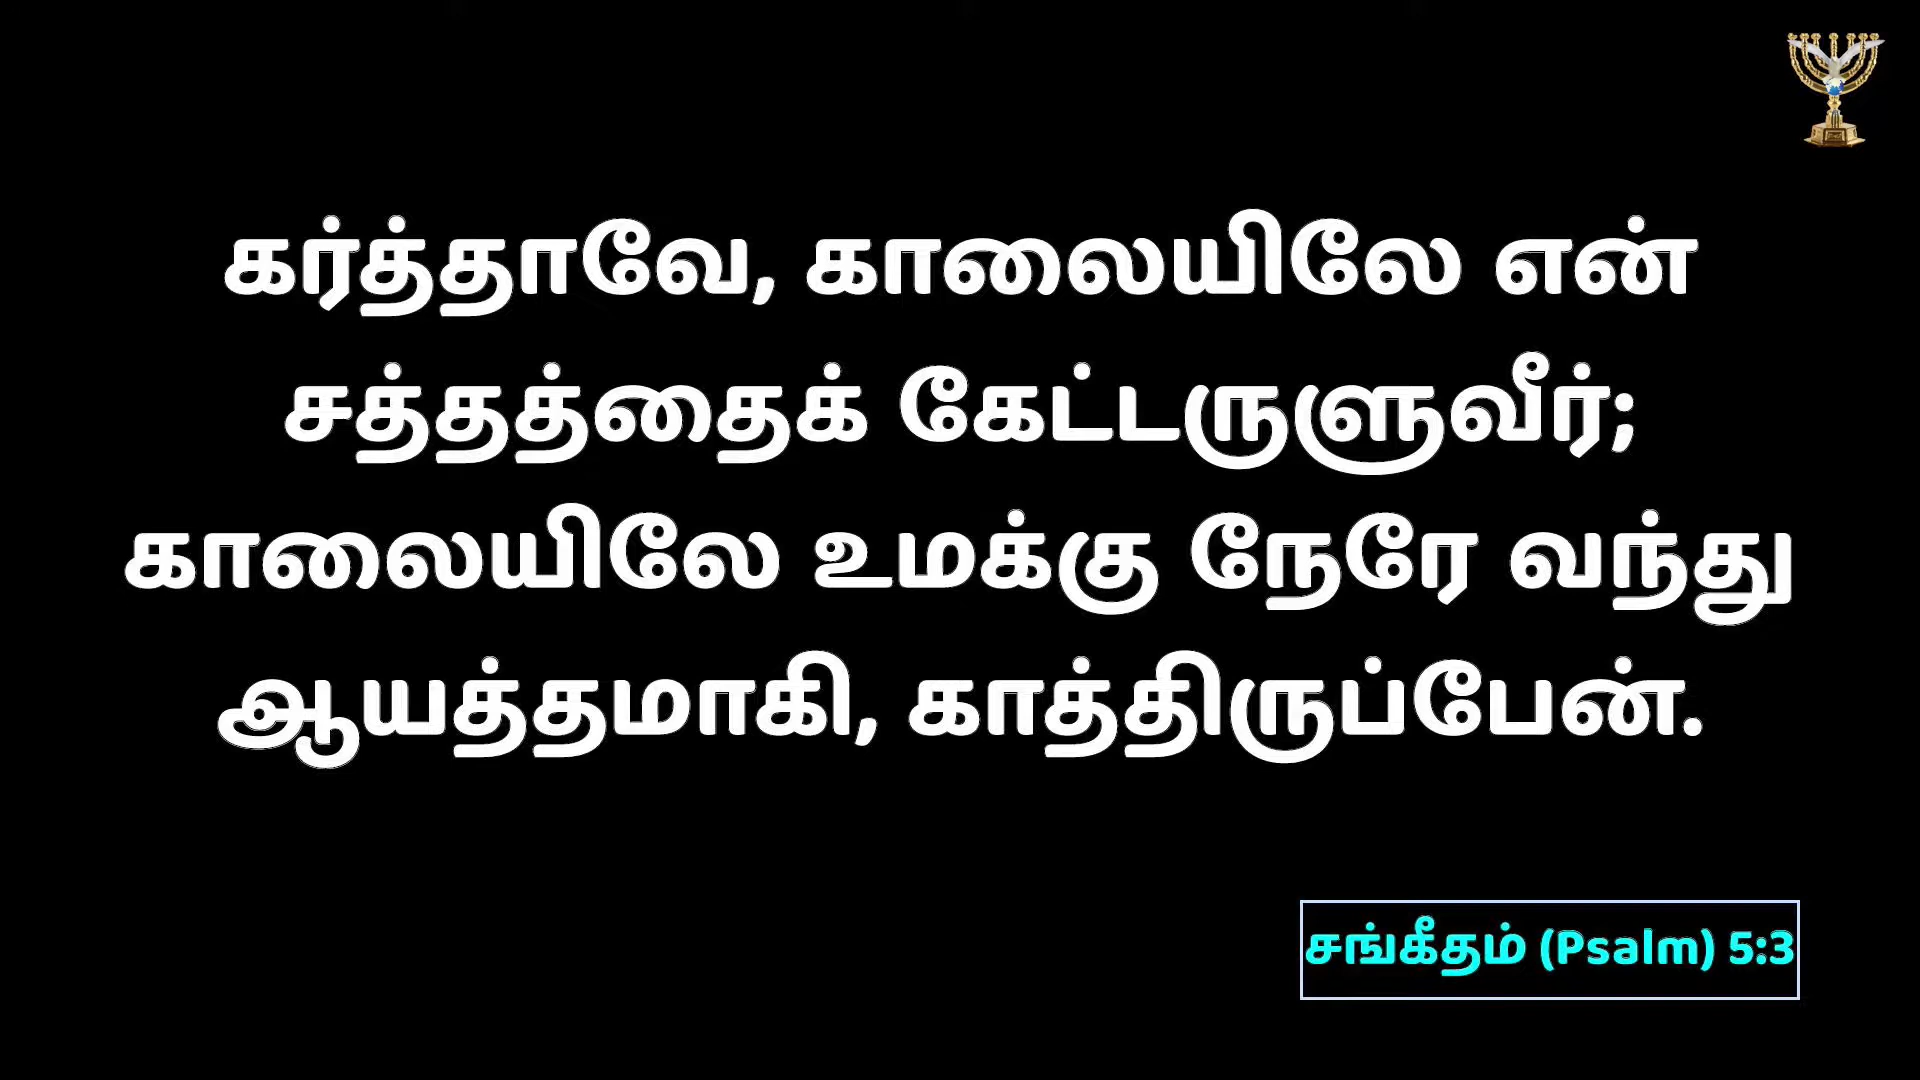 கர்த்தாவே, காலையிலே என்
சத்தத்தைக் கேட்டருளுவீர்;
காலையிலே உமக்கு நேரே வந்து
ஆயத்தமாகி, காத்திருப்பேன்.
சங்கீதம் (Psalm) 5:3